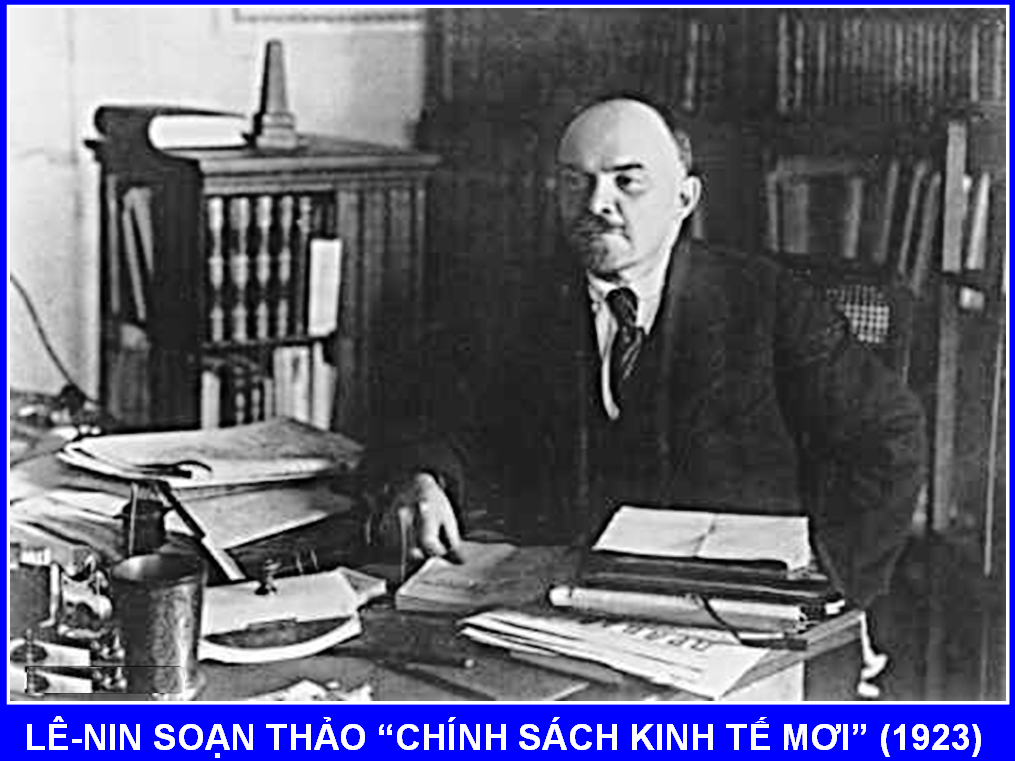 LÊ-NIN SOẠN THẢO “CHÍNH SÁCH KINH TẾ MƠI” (1923)